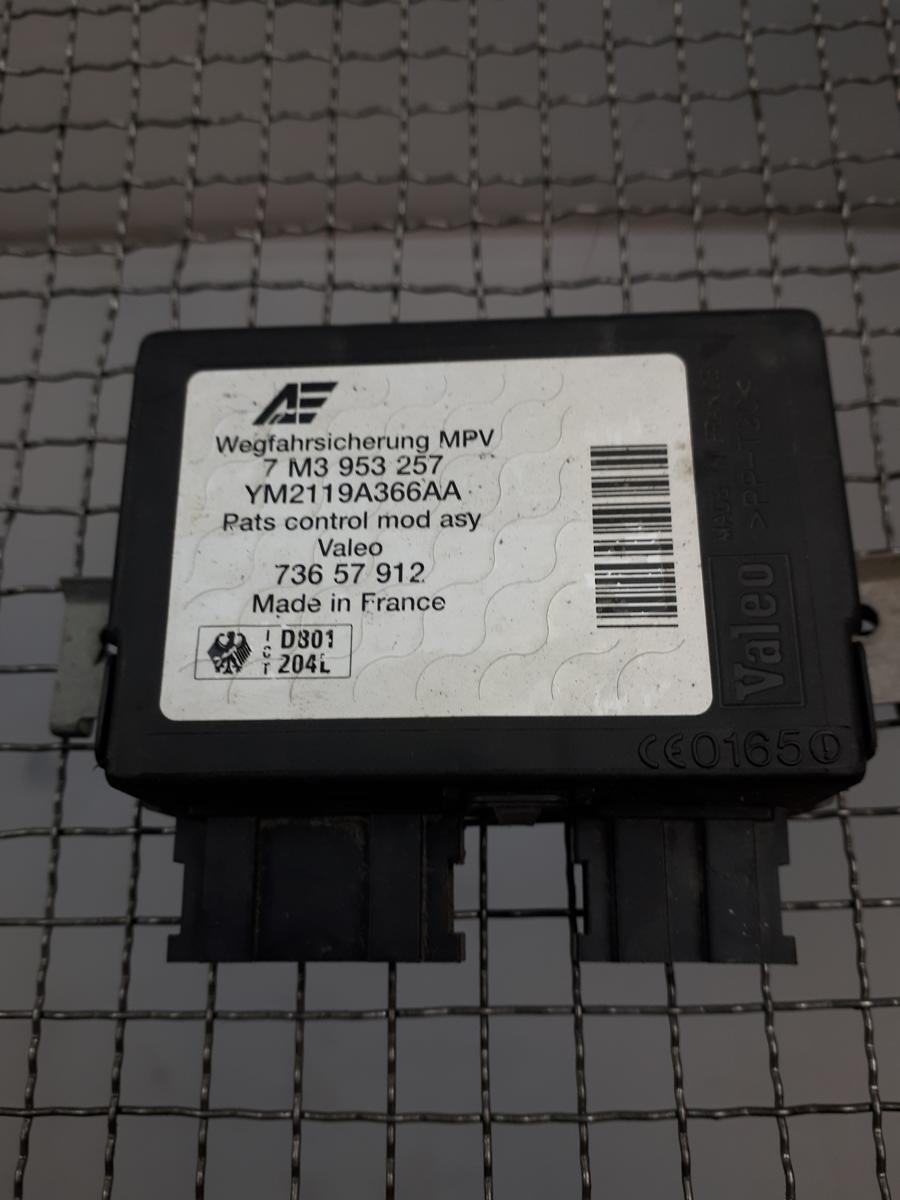 AE
Wegfahrsicherung MPV
7 M3 953 257
YM2119A366AA
Pats control mod asy
Valeo
736 57 912
Made in France
D801
204L
Valeo
CE0165